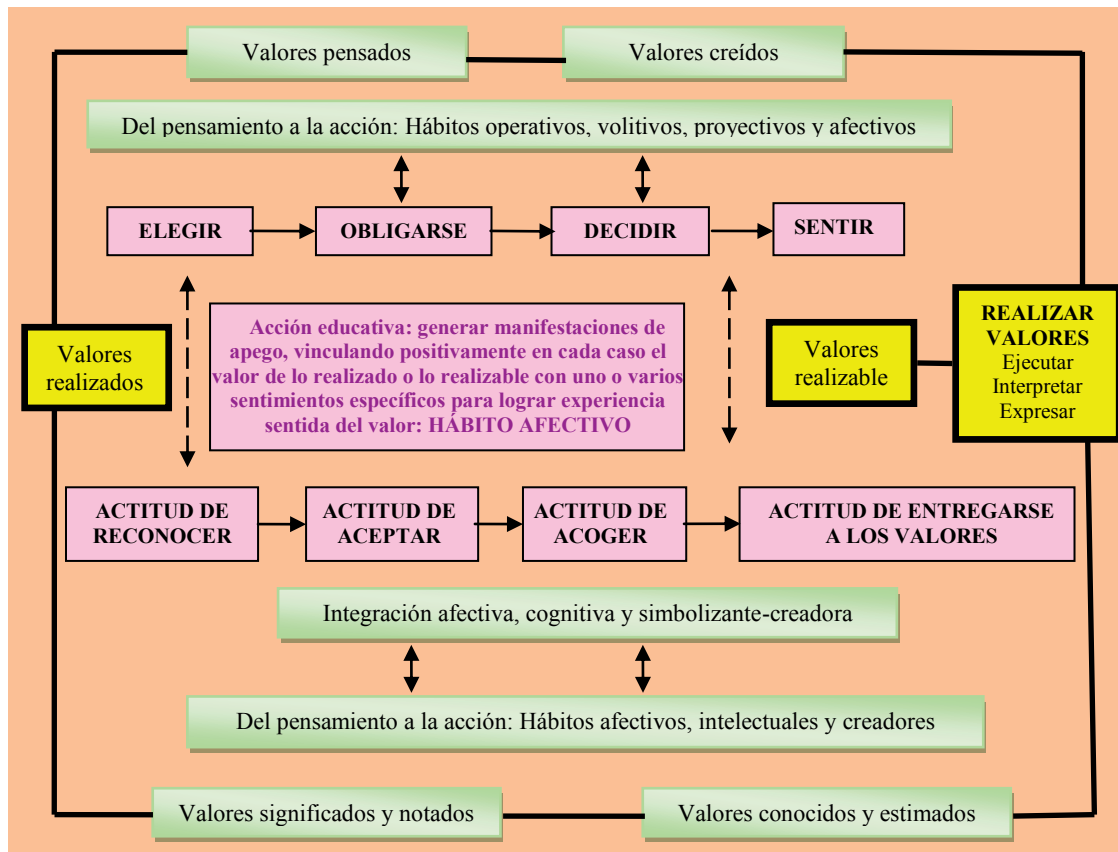 Valores pensados
Valores creídos
Del pensamiento a la acción: Hábitos operativos, volitivos, proyectivos y afectivos
ELEGIR
OBLIGARSE
DECIDIR
SENTIR
Valores
realizados
Acción educativa: generar manifestaciones de
apego, vinculando positivamente en cada caso el
valor de lo realizado o lo realizable con uno o varios
sentimientos específicos para lograr experiencia
sentida del valor: HÁBITO AFECTIVO
Valores
realizable
REALIZAR
VALORES
Ejecutar
Interpretar
Expresar
ACTITUD DE
RECONOCER
ACTITUD DE
ACEPTAR
ACTITUD DE
ACOGER
ACTITUD DE ENTREGARSE
A LOS VALORES
Integración afectiva, cognitiva y simbolizante-creadora
Del pensamiento a la acción: Hábitos afectivos, intelectuales y creadores
Valores significados y notados
Valores conocidos y estimados